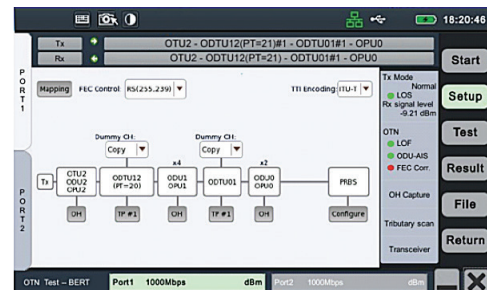 18:20:46
Tx OTU2 - ODTU12(PT=21)#1 - ODTU01#1 - OPU0
Rx OTU2 - ODTU12(PT=21) - ODTU01#1 - OPU0
PORT 1
PORT 2
Mapping FEC Control: RS(255,239) TTI Encoding: ITU-T
Dummy CH: Dummy CH:
Copy x4 Copy x2
Tx
OTU2
ODU2
OPU2
ODTU12
(PT=20)
ODU1
OPU1
ODTU01
ODU0
OPU0
PRBS
OH TP #1 OH TP #1 OH Configure
Tx Mode
Normal
LOS
Rx signal level
-9.21 dBm
OTN
LOF
ODU-AIS
FEC Corr.
OH Capture
Tributary scan
Transceiver
Start
Setup
Test
Result
File
Return
OTN Test – BERT Port1 1000Mbps dBm Port2 1000Mbps dBm